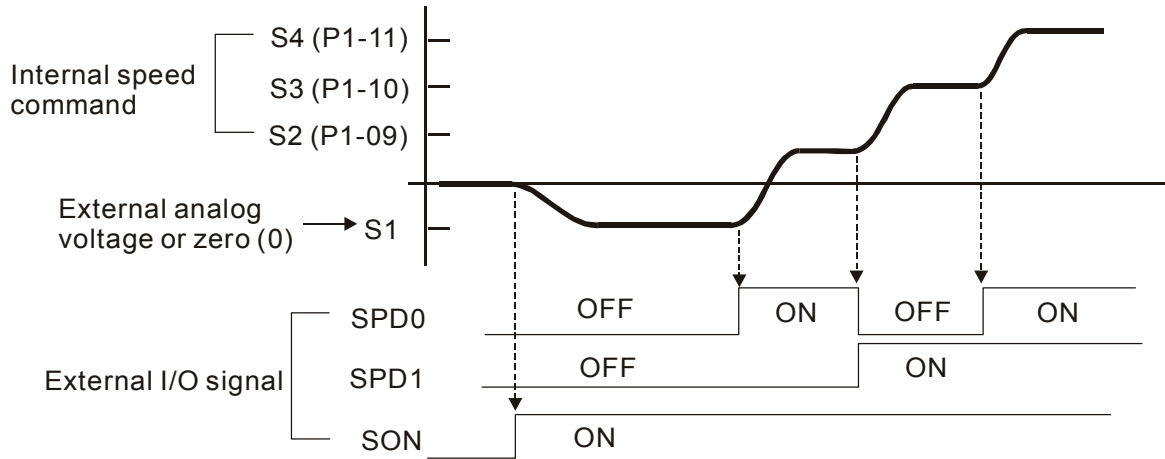 S4 (P1-11)
Internal speed
command
S3 (P1-10)
S2 (P1-09)
External analog
voltage or zero (0)
S1
SPD0
OFF
ON
OFF
ON
External I/O signal
SPD1
OFF
ON
SON
ON